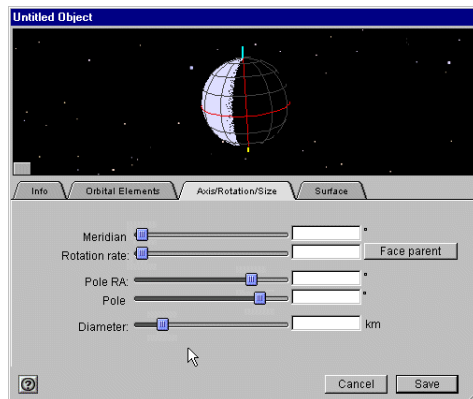 Untitled Object
Info Orbital Elements Axis/Rotation/Size Surface
Meridian °
Rotation rate: Face parent
Pole RA: °
Pole °
Diameter: km
? Cancel Save